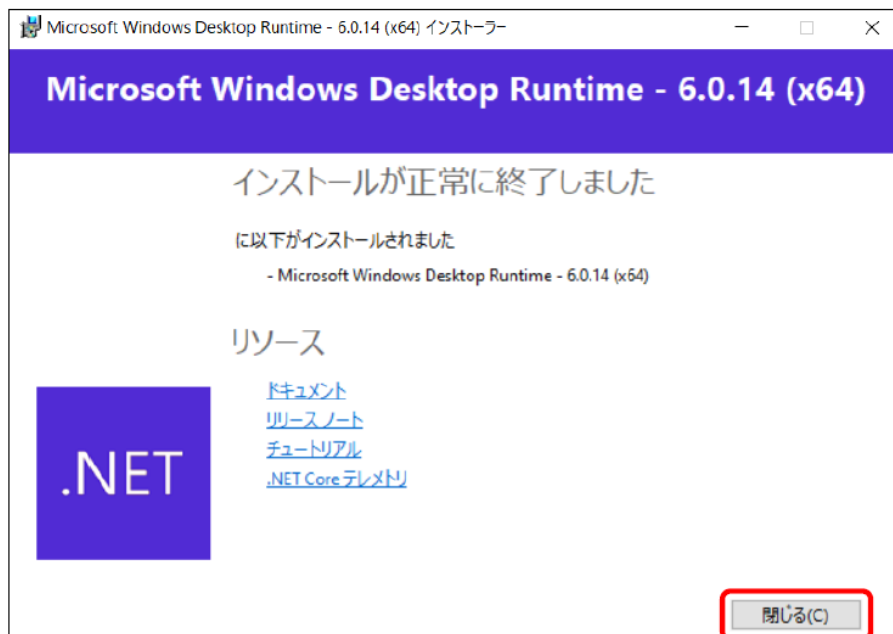 Microsoft Windows Desktop Runtime - 6.0.14 (x64) インストーラー
Microsoft Windows Desktop Runtime - 6.0.14 (x64)
インストールが正常に終了しました
に以下がインストールされました
- Microsoft Windows Desktop Runtime - 6.0.14 (x64)
リソース
ドキュメント
リリース ノート
チュートリアル
.NET Core テレメトリ
.NET
閉じる(C)